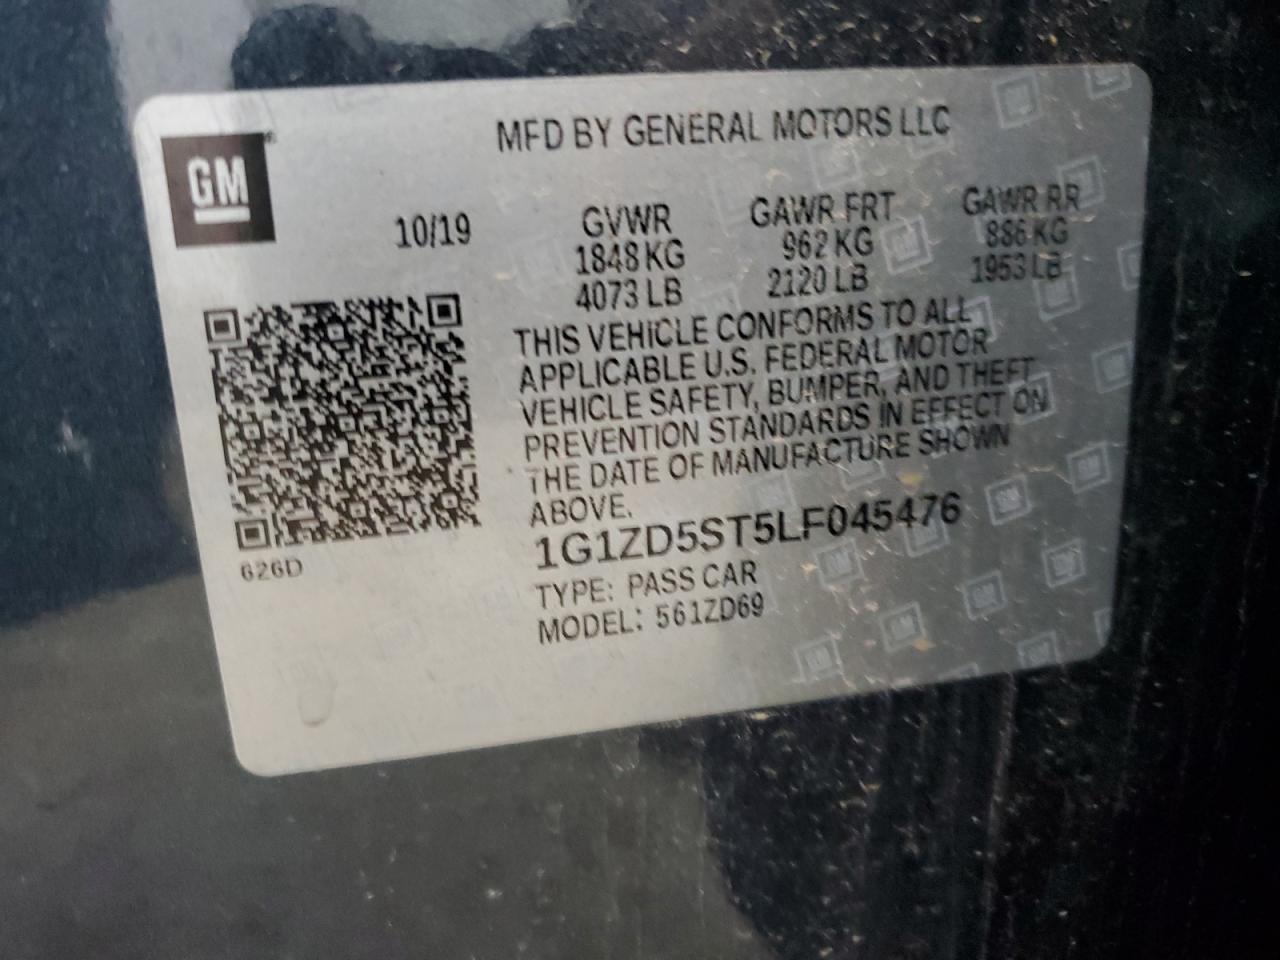 MFD BY GENERAL MOTORS LLC
GM
10/19
GVWR GAWR FRT GAWR RR
1848 KG 962 KG 886 KG
4073 LB 2120 LB 1953 LB
THIS VEHICLE CONFORMS TO ALL
APPLICABLE U.S. FEDERAL MOTOR
VEHICLE SAFETY, BUMPER, AND THEFT
PREVENTION STANDARDS IN EFFECT ON
THE DATE OF MANUFACTURE SHOWN
ABOVE.
1G1ZD5ST5LF045476
626D
TYPE: PASS CAR
MODEL: 561ZD69